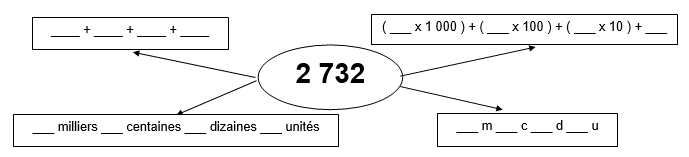 ____ + ____ + ____ + ____
( ___ x 1 000 ) + ( ___ x 100 ) + ( ___ x 10 ) + ___
2 732
___ milliers ___ centaines ___ dizaines ___ unités
___ m ___ c ___ d ___ u